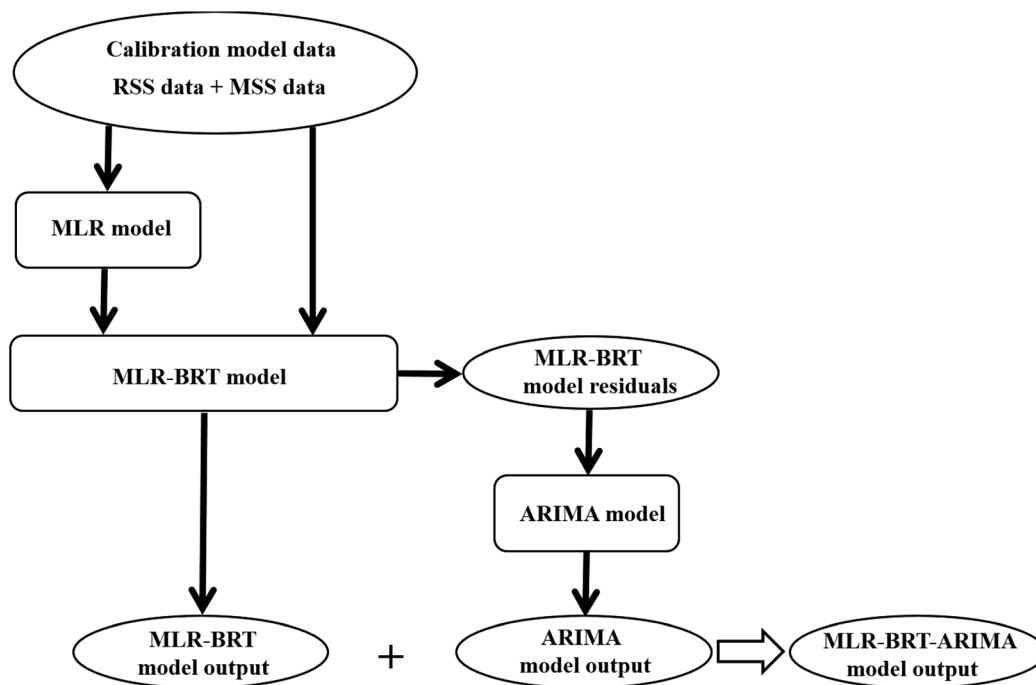 Calibration model data
RSS data + MSS data
MLR model
MLR-BRT model
MLR-BRT
model residuals
ARIMA model
MLR-BRT
model output
+
ARIMA
model output
MLR-BRT-ARIMA
model output